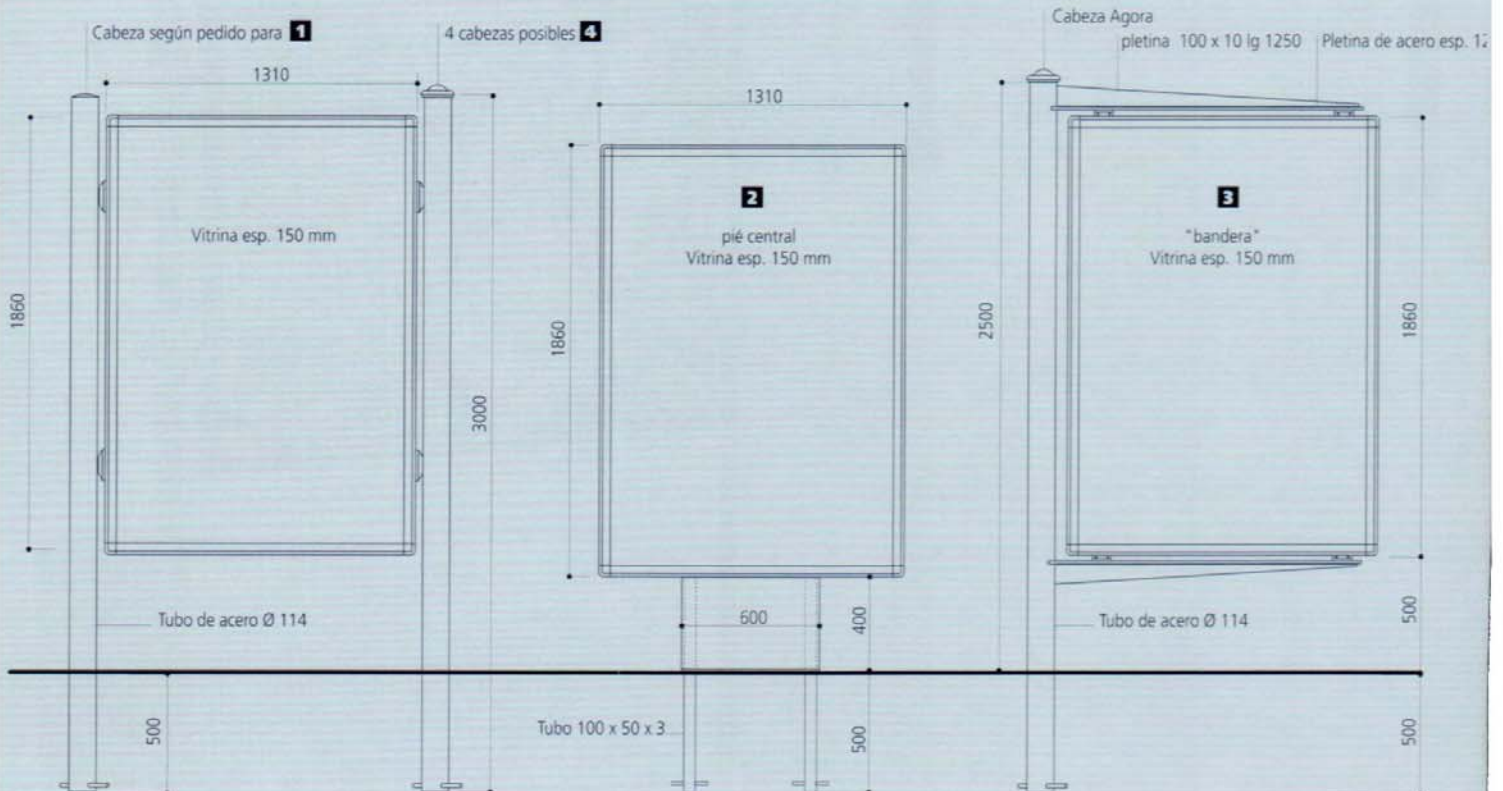 Cabeza según pedido para 1
4 cabezas posibles 4
Cabeza Agora
pletina 100 x 10 lg 1250
Pletina de acero esp. 12
1310
1310
Vitrina esp. 150 mm
2
pié central
Vitrina esp. 150 mm
3
"bandera"
Vitrina esp. 150 mm
1860
3000
1860
2500
1860
Tubo de acero Ø 114
600
400
Tubo de acero Ø 114
500
500
Tubo 100 x 50 x 3
500
500